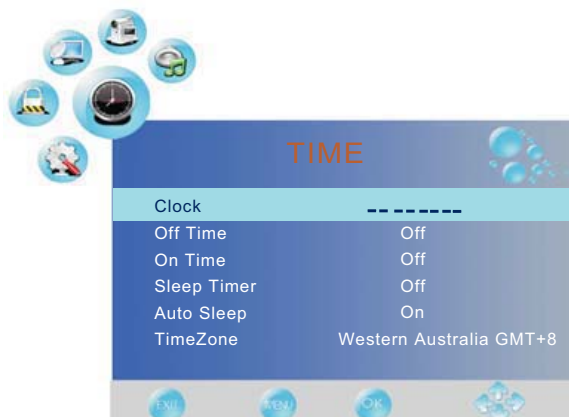 TIME
Clock -- -- -- -- --
Off Time Off
On Time Off
Sleep Timer Off
Auto Sleep On
TimeZone Western Australia GMT+8
EXIT MENU OK